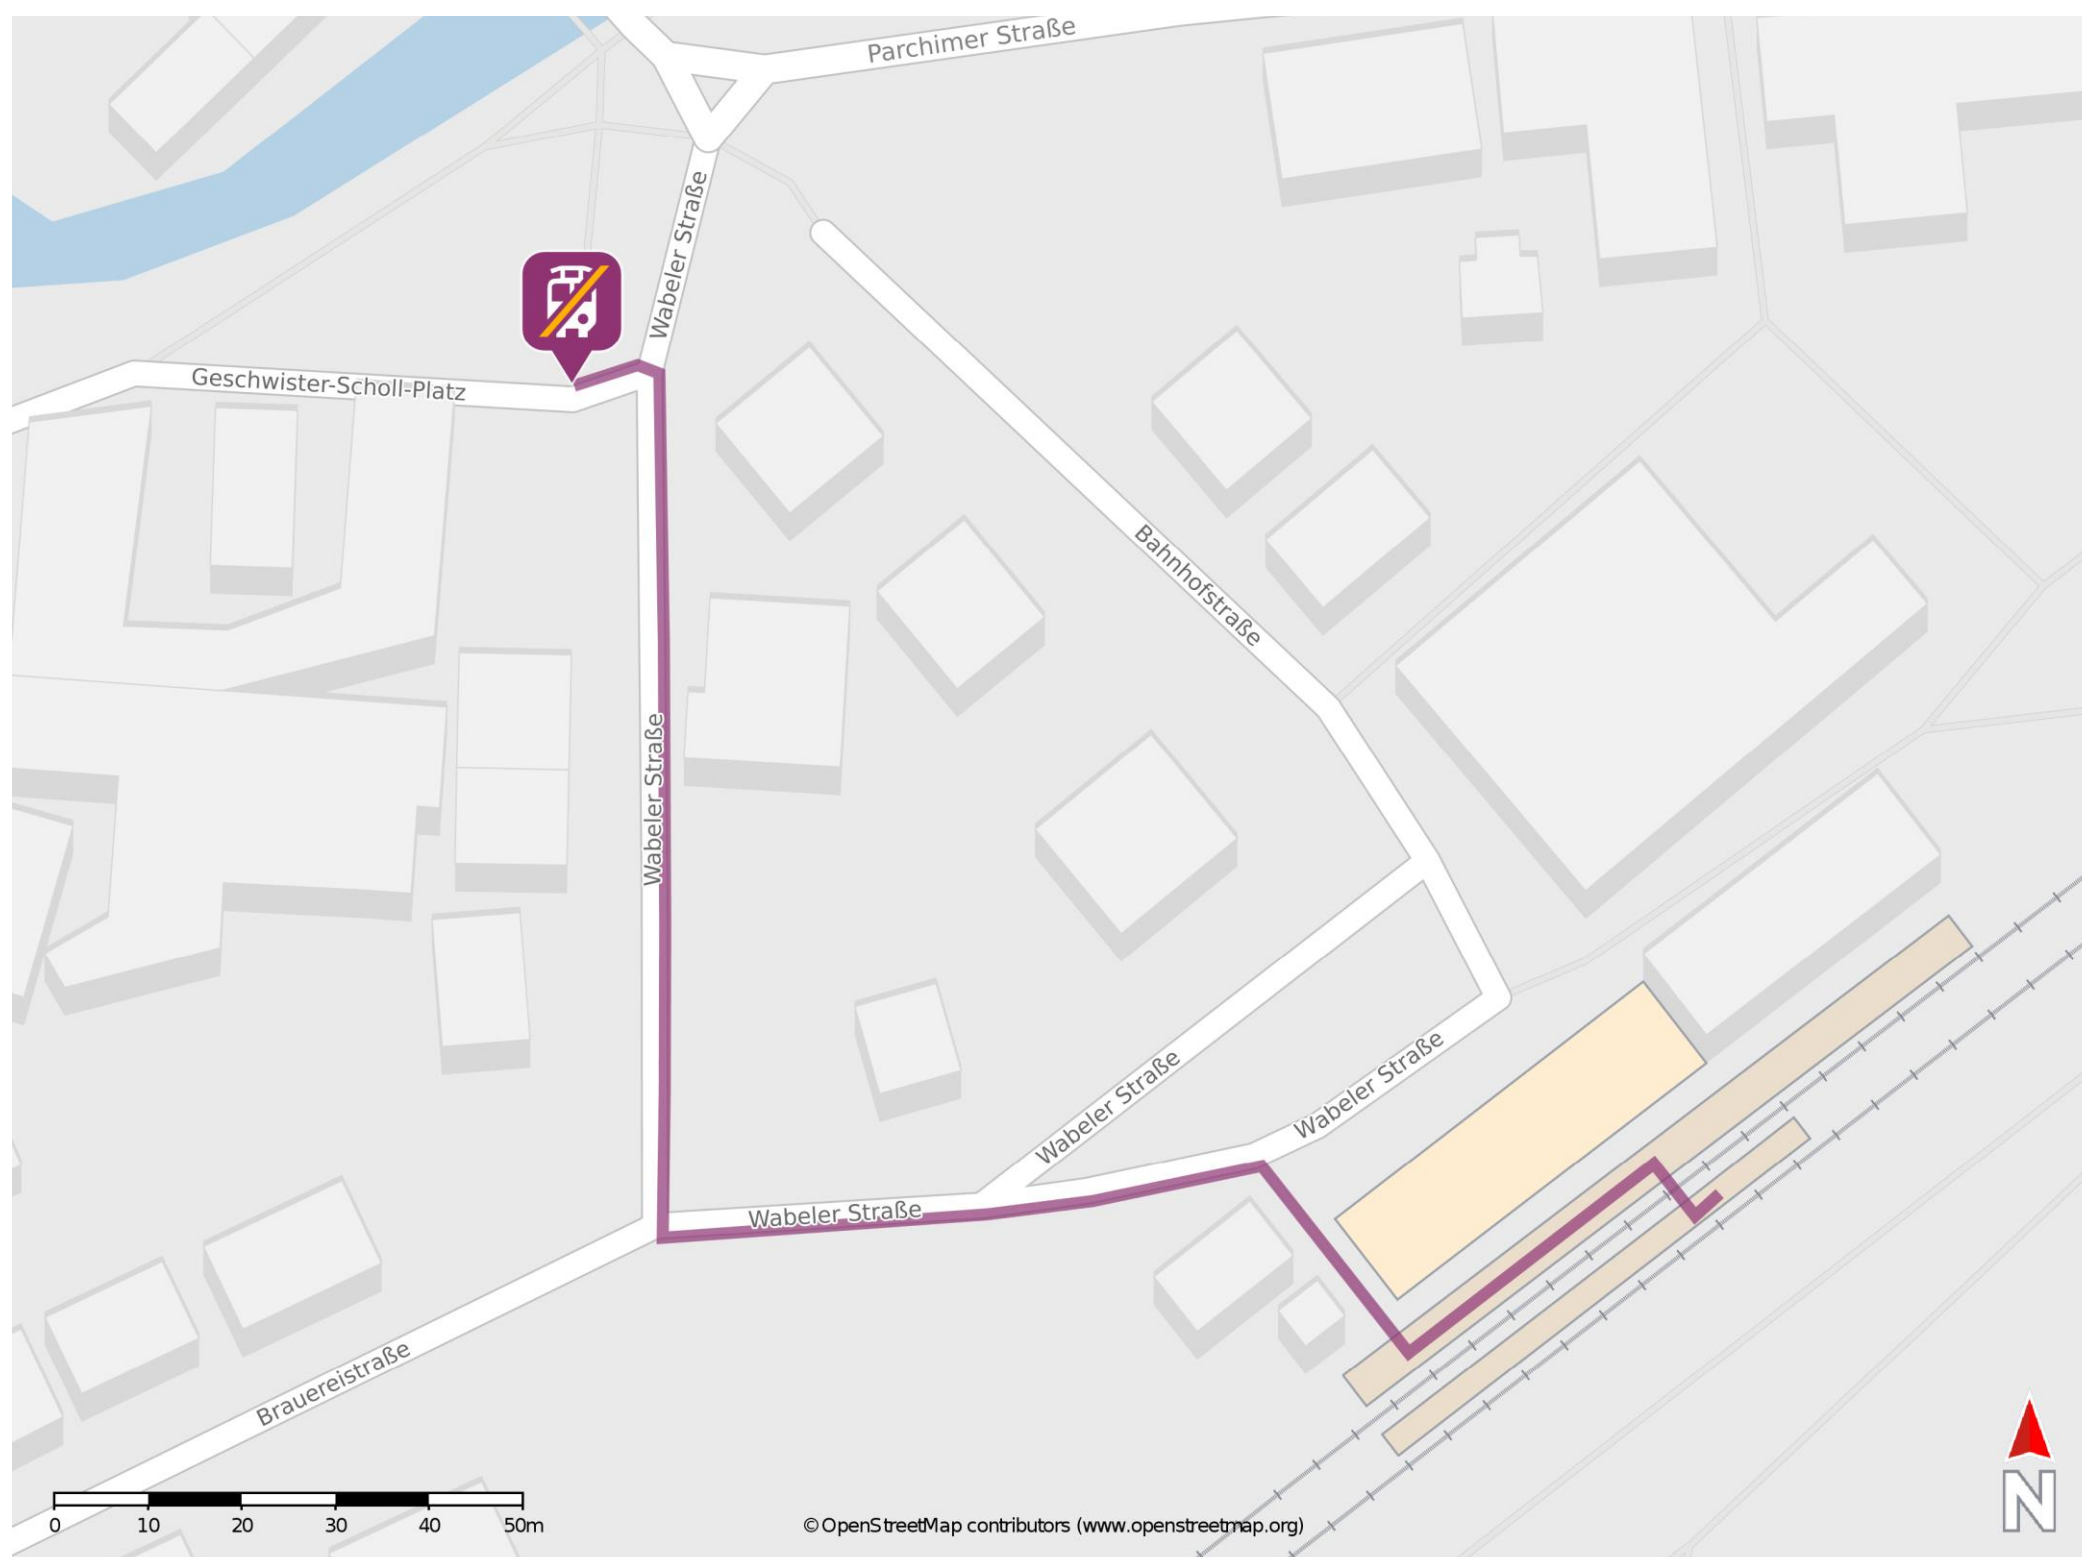 Parchimer Straße
Wabeler Straße
Geschwister-Scholl-Platz
Bahnhofstraße
Wabeler Straße
Wabeler Straße
Wabeler Straße
Wabeler Straße
Brauereistraße
0 10 20 30 40 50m
© OpenStreetMap contributors (www.openstreetmap.org)
N